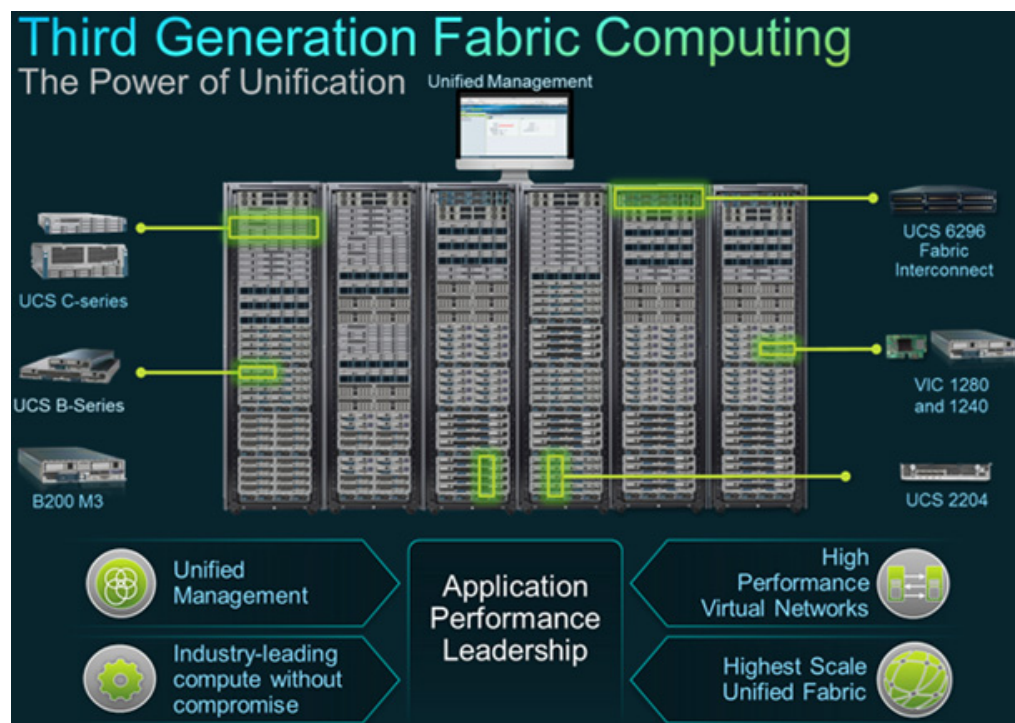 Third Generation Fabric Computing
The Power of Unification
Unified Management
UCS C-series
UCS B-Series
B200 M3
UCS 6296
Fabric
Interconnect
VIC 1280
and 1240
UCS 2204
Unified
Management
Industry-leading
compute without
compromise
Application
Performance
Leadership
High
Performance
Virtual Networks
Highest Scale
Unified Fabric